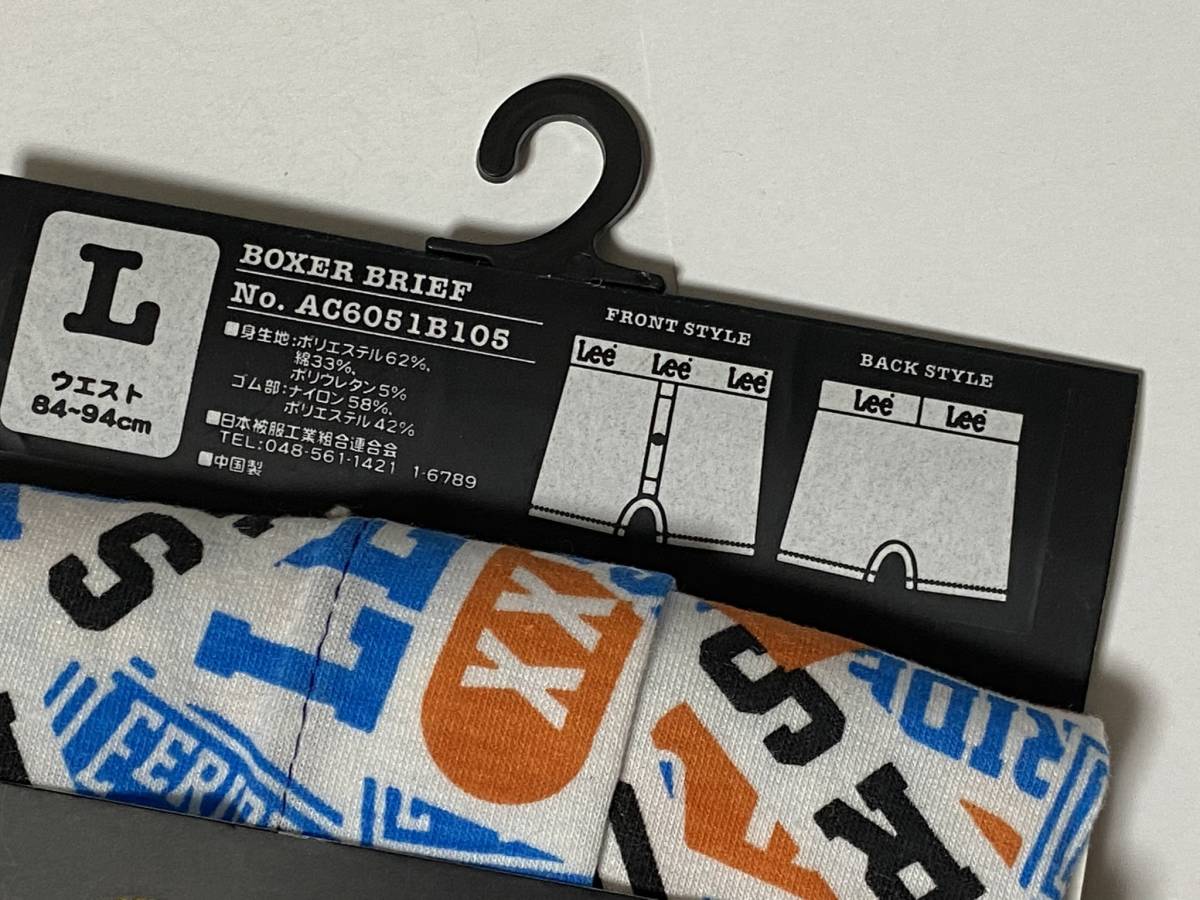 L
ウエスト
84~94cm
BOXER BRIEF
No. AC6051B105
■身生地:ポリエステル62%、
綿33%、
ポリウレタン5%
ゴム部:ナイロン58%、
ポリエステル42%
■日本被服工業組合連合会
TEL:048-561-1421 1-6789
■中国製
FRONT STYLE
Lee Lee Lee
BACK STYLE
Lee Lee
S
XX
S
RIDE
R